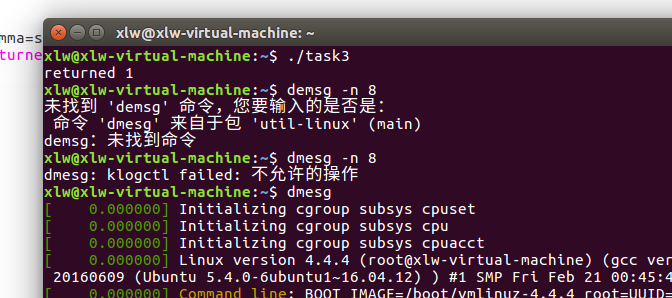 xlw@xlw-virtual-machine: ~
mma=s
turne
xlw@xlw-virtual-machine:~$ ./task3
returned 1
xlw@xlw-virtual-machine:~$ demsg -n 8
未找到 'demsg' 命令，您要输入的是否是：
命令 'dmesg' 来自于包 'util-linux' (main)
demsg：未找到命令
xlw@xlw-virtual-machine:~$ dmesg -n 8
dmesg: klogctl failed: 不允许的操作
xlw@xlw-virtual-machine:~$ dmesg
[    0.000000] Initializing cgroup subsys cpuset
[    0.000000] Initializing cgroup subsys cpu
[    0.000000] Initializing cgroup subsys cpuacct
[    0.000000] Linux version 4.4.4 (root@xlw-virtual-machine) (gcc ver
20160609 (Ubuntu 5.4.0-6ubuntu1~16.04.12) ) #1 SMP Fri Feb 21 00:45:4
[    0.000000] Command line: BOOT_IMAGE=/boot/vmlinuz-4.4.4 root=UUID=